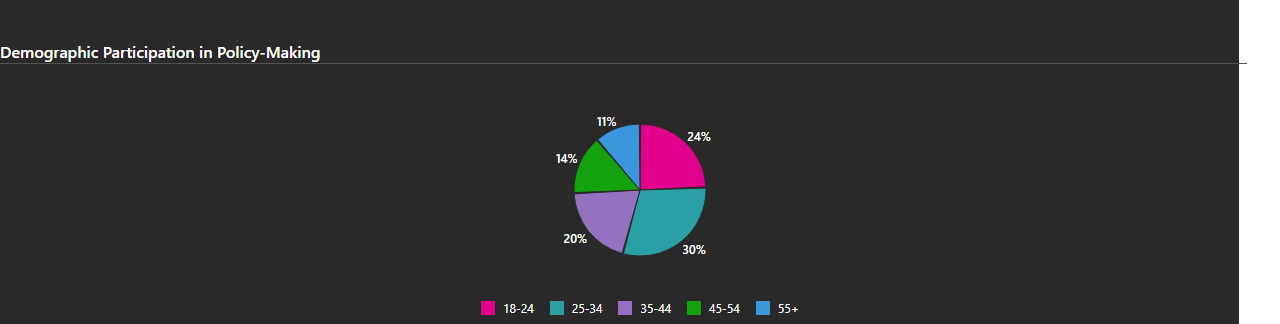 Demographic Participation in Policy-Making
11%
24%
14%
20%
30%
18-24 25-34 35-44 45-54 55+